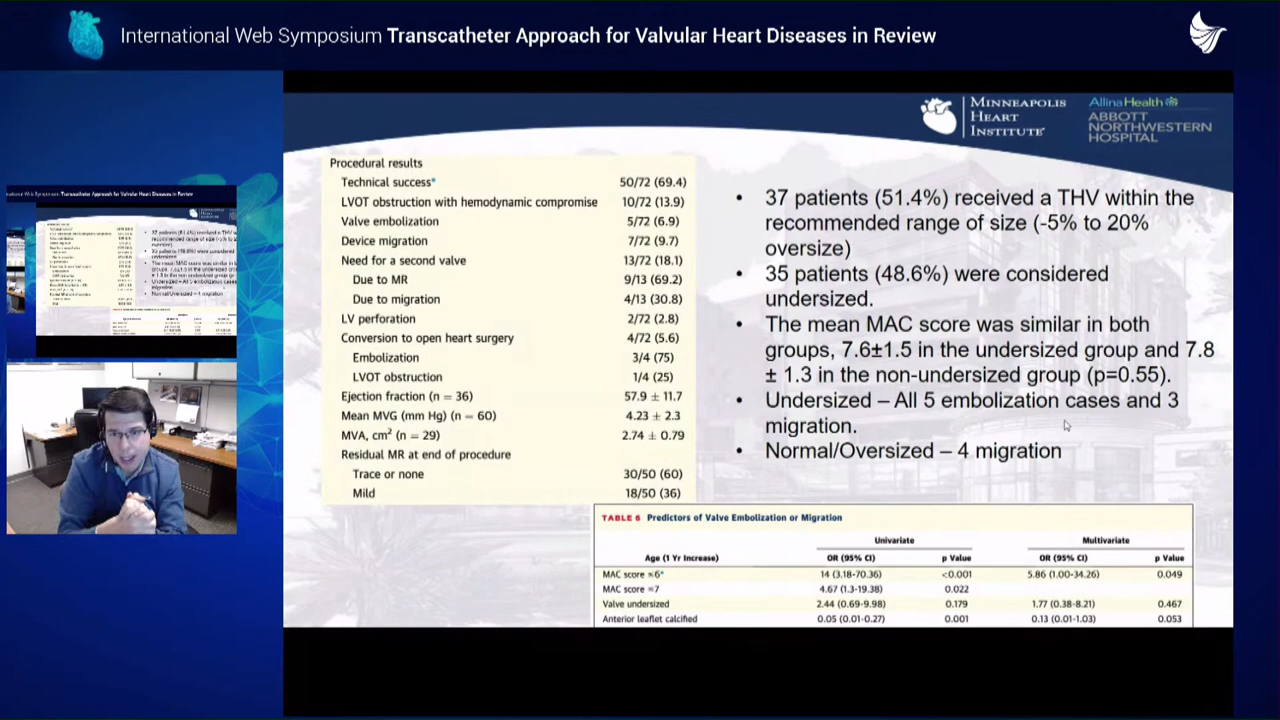 International Web Symposium Transcatheter Approach for Valvular Heart Diseases in Review
MINNEAPOLIS
HEART
INSTITUTE
Allina Health
ABBOTT
NORTHWESTERN
HOSPITAL
Procedural results
Technical success* 50/72 (69.4)
LVOT obstruction with hemodynamic compromise 10/72 (13.9)
Valve embolization 5/72 (6.9)
Device migration 7/72 (9.7)
Need for a second valve 13/72 (18.1)
Due to MR 9/13 (69.2)
Due to migration 4/13 (30.8)
LV perforation 2/72 (2.8)
Conversion to open heart surgery 4/72 (5.6)
Embolization 3/4 (75)
LVOT obstruction 1/4 (25)
Ejection fraction (n = 36) 57.9 ± 11.7
Mean MVG (mm Hg) (n = 60) 4.23 ± 2.3
MVA, cm² (n = 29) 2.74 ± 0.79
Residual MR at end of procedure
Trace or none 30/50 (60)
Mild 18/50 (36)
• 37 patients (51.4%) received a THV within the
recommended range of size (-5% to 20%
oversize)
• 35 patients (48.6%) were considered
undersized.
• The mean MAC score was similar in both
groups, 7.6±1.5 in the undersized group and 7.8
± 1.3 in the non-undersized group (p=0.55).
• Undersized – All 5 embolization cases and 3
migration.
• Normal/Oversized – 4 migration
TABLE 6 Predictors of Valve Embolization or Migration
Univariate Multivariate
Age (1 Yr Increase) OR (95% CI) p Value OR (95% CI) p Value
MAC score ≤6* 14 (3.18-70.36) <0.001 5.86 (1.00-34.26) 0.049
MAC score ≤7 4.67 (1.3-19.38) 0.022
Valve undersized 2.44 (0.69-9.98) 0.179 1.77 (0.38-8.21) 0.467
Anterior leaflet calcified 0.05 (0.01-0.27) 0.001 0.13 (0.01-1.03) 0.053